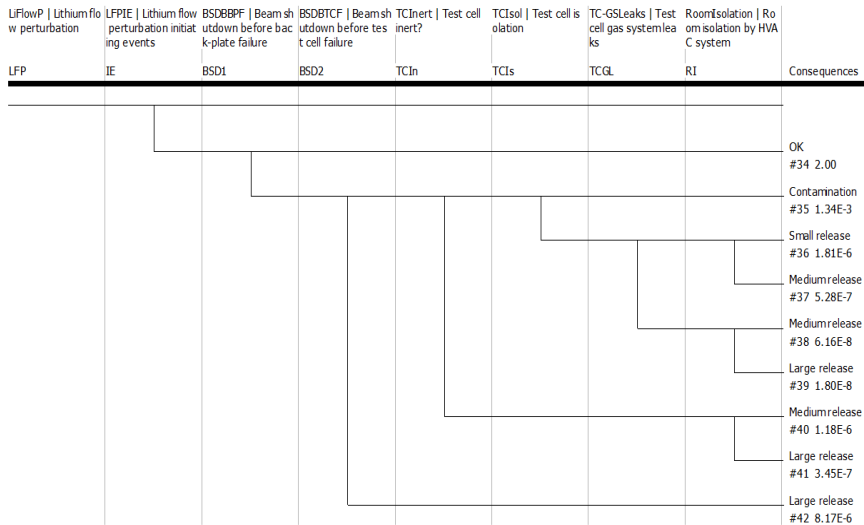 LiFlowP | Lithium flo
w perturbation
LFP
LFPIE | Lithium flow
perturbation initiat
ing events
IE
BSDBBPF | Beam sh
utdown before bac
k-plate failure
BSD1
BSDBTCF | Beam sh
utdown before tes
t cell failure
BSD2
TCInert | Test cell
inert?
TCIn
TCIsol | Test cell is
olation
TCIs
TC-GSLeaks | Test
cell gas system lea
ks
TCGL
RoomIsolation | Ro
om isolation by HVA
C system
RI
Consequences
OK
#34 2.00
Contamination
#35 1.34E-3
Small release
#36 1.81E-6
Medium release
#37 5.28E-7
Medium release
#38 6.16E-8
Large release
#39 1.80E-8
Medium release
#40 1.18E-6
Large release
#41 3.45E-7
Large release
#42 8.17E-6